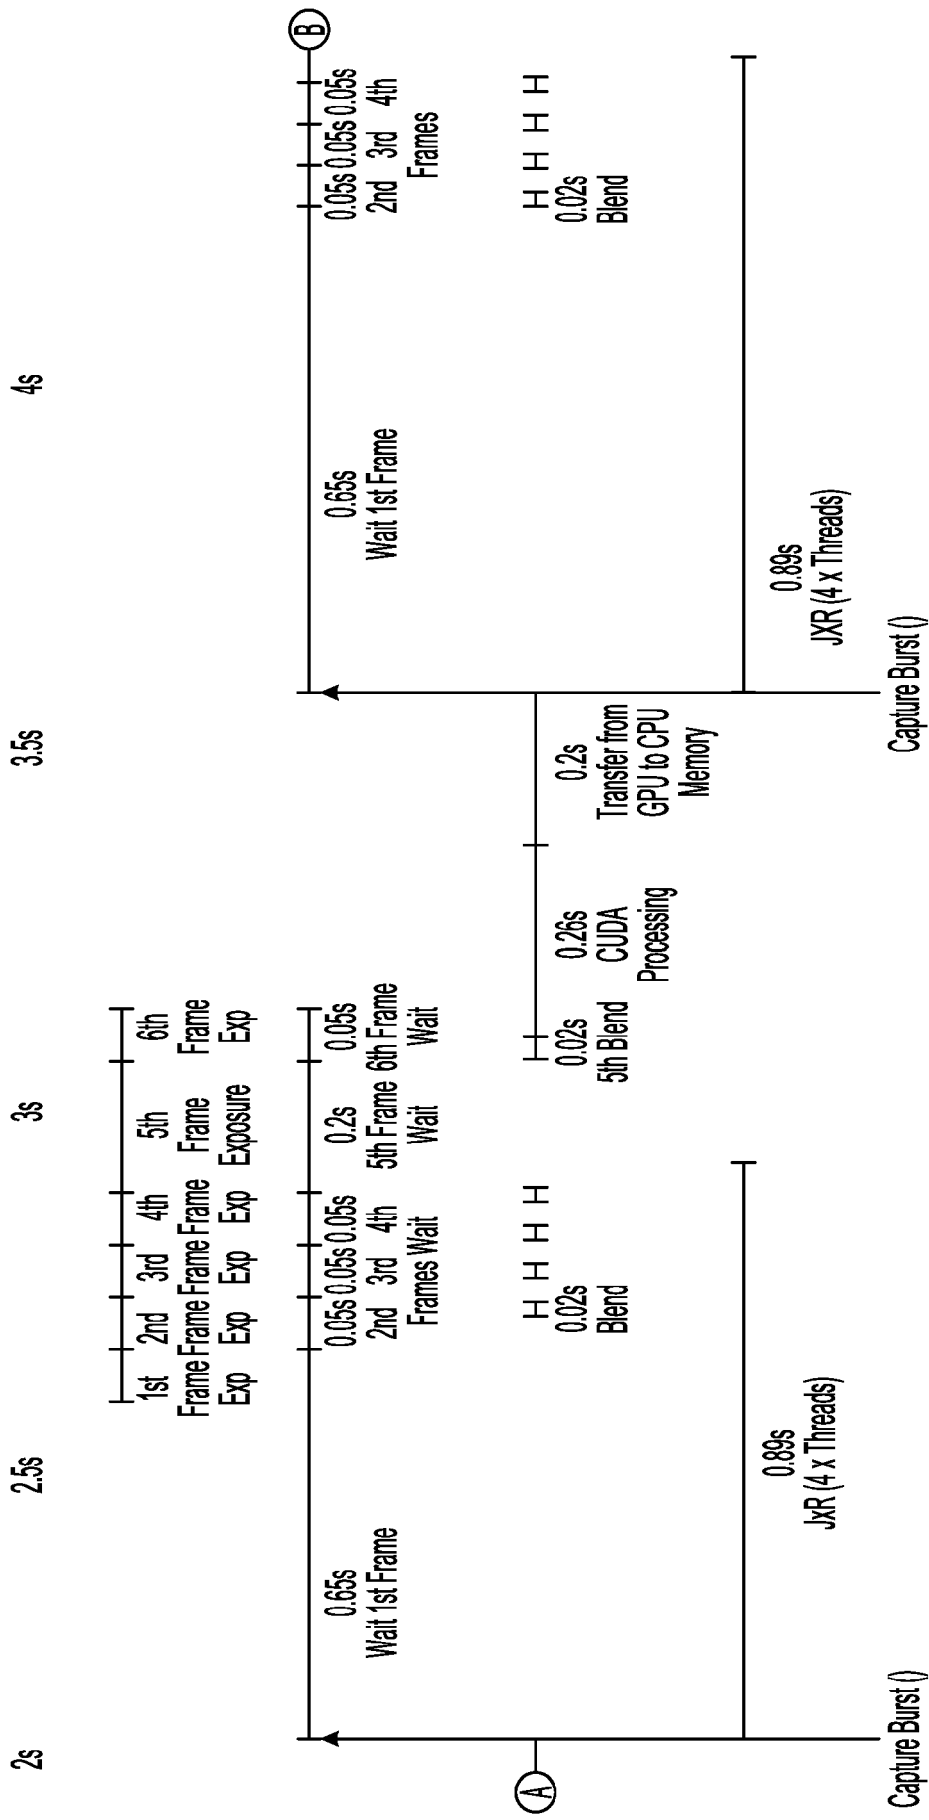 2s
2.5s
3s
3.5s
4s
1st
Frame
Exp
2nd
Frame
Exp
3rd
Frame
Exp
4th
Frame
Exp
5th
Frame
Exposure
6th
Frame
Exp
0.65s
Wait 1st Frame
0.05s 0.05s 0.05s
2nd 3rd 4th
Frames Wait
0.2s
5th Frame
Wait
0.05s
6th Frame
Wait
0.65s
Wait 1st Frame
0.05s 0.05s 0.05s
2nd 3rd 4th
Frames
B
A
0.02s
Blend
0.02s
5th Blend
0.26s
CUDA
Processing
0.2s
Transfer from
GPU to CPU
Memory
0.02s
Blend
0.89s
JxR (4 x Threads)
0.89s
JXR (4 x Threads)
Capture Burst ()
Capture Burst ()